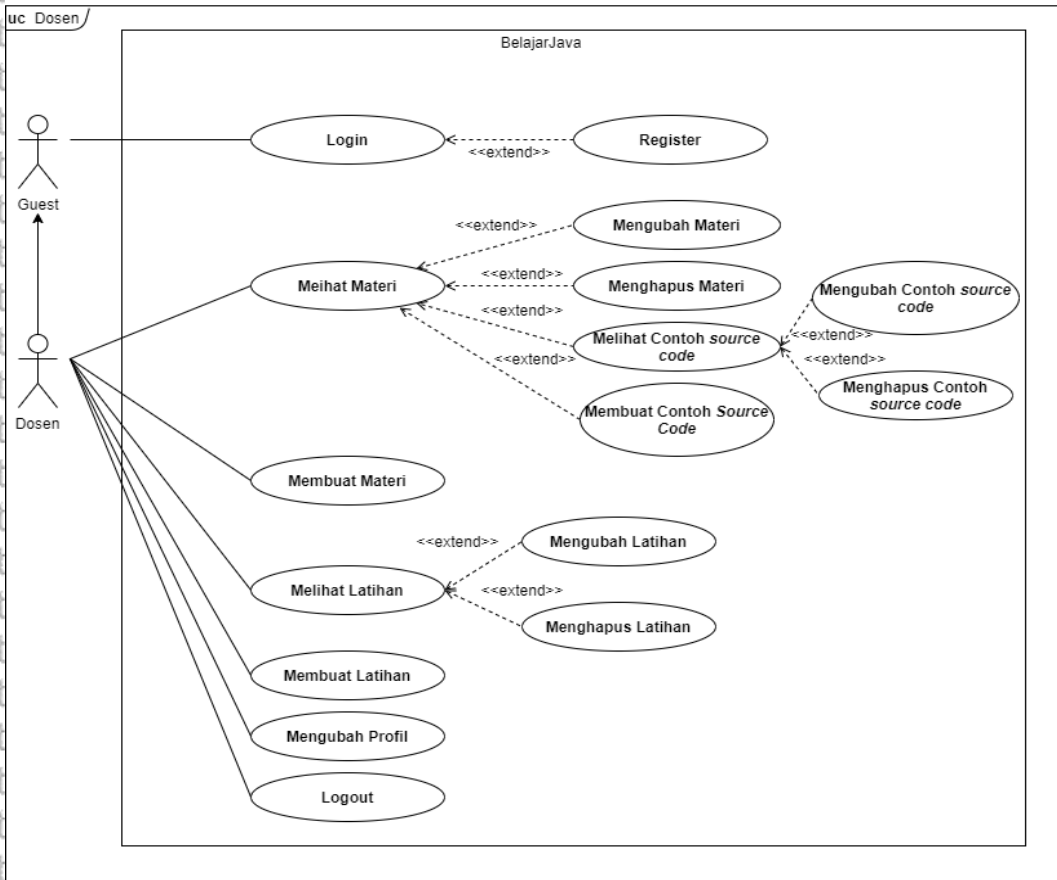 uc Dosen
BelajarJava
Login
<<extend>>
Register
Guest
<<extend>>
Mengubah Materi
Meihat Materi
<<extend>>
Menghapus Materi
<<extend>>
Melihat Contoh source
code
Mengubah Contoh source
code
<<extend>>
<<extend>>
Menghapus Contoh
source code
<<extend>>
Membuat Contoh Source
Code
Dosen
Membuat Materi
<<extend>>
Mengubah Latihan
Melihat Latihan
<<extend>>
Menghapus Latihan
Membuat Latihan
Mengubah Profil
Logout